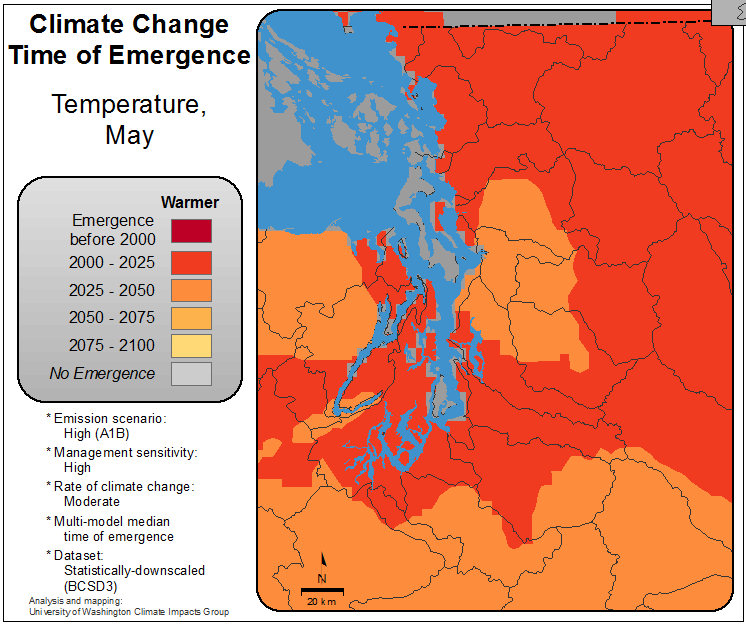 Climate Change
Time of Emergence
Temperature,
May
Warmer
Emergence
before 2000
2000 - 2025
2025 - 2050
2050 - 2075
2075 - 2100
No Emergence
* Emission scenario:
High (A1B)
* Management sensitivity:
High
* Rate of climate change:
Moderate
* Multi-model median
time of emergence
* Dataset:
Statistically-downscaled
(BCSD3)
Analysis and mapping:
University of Washington Climate Impacts Group
N
20 km